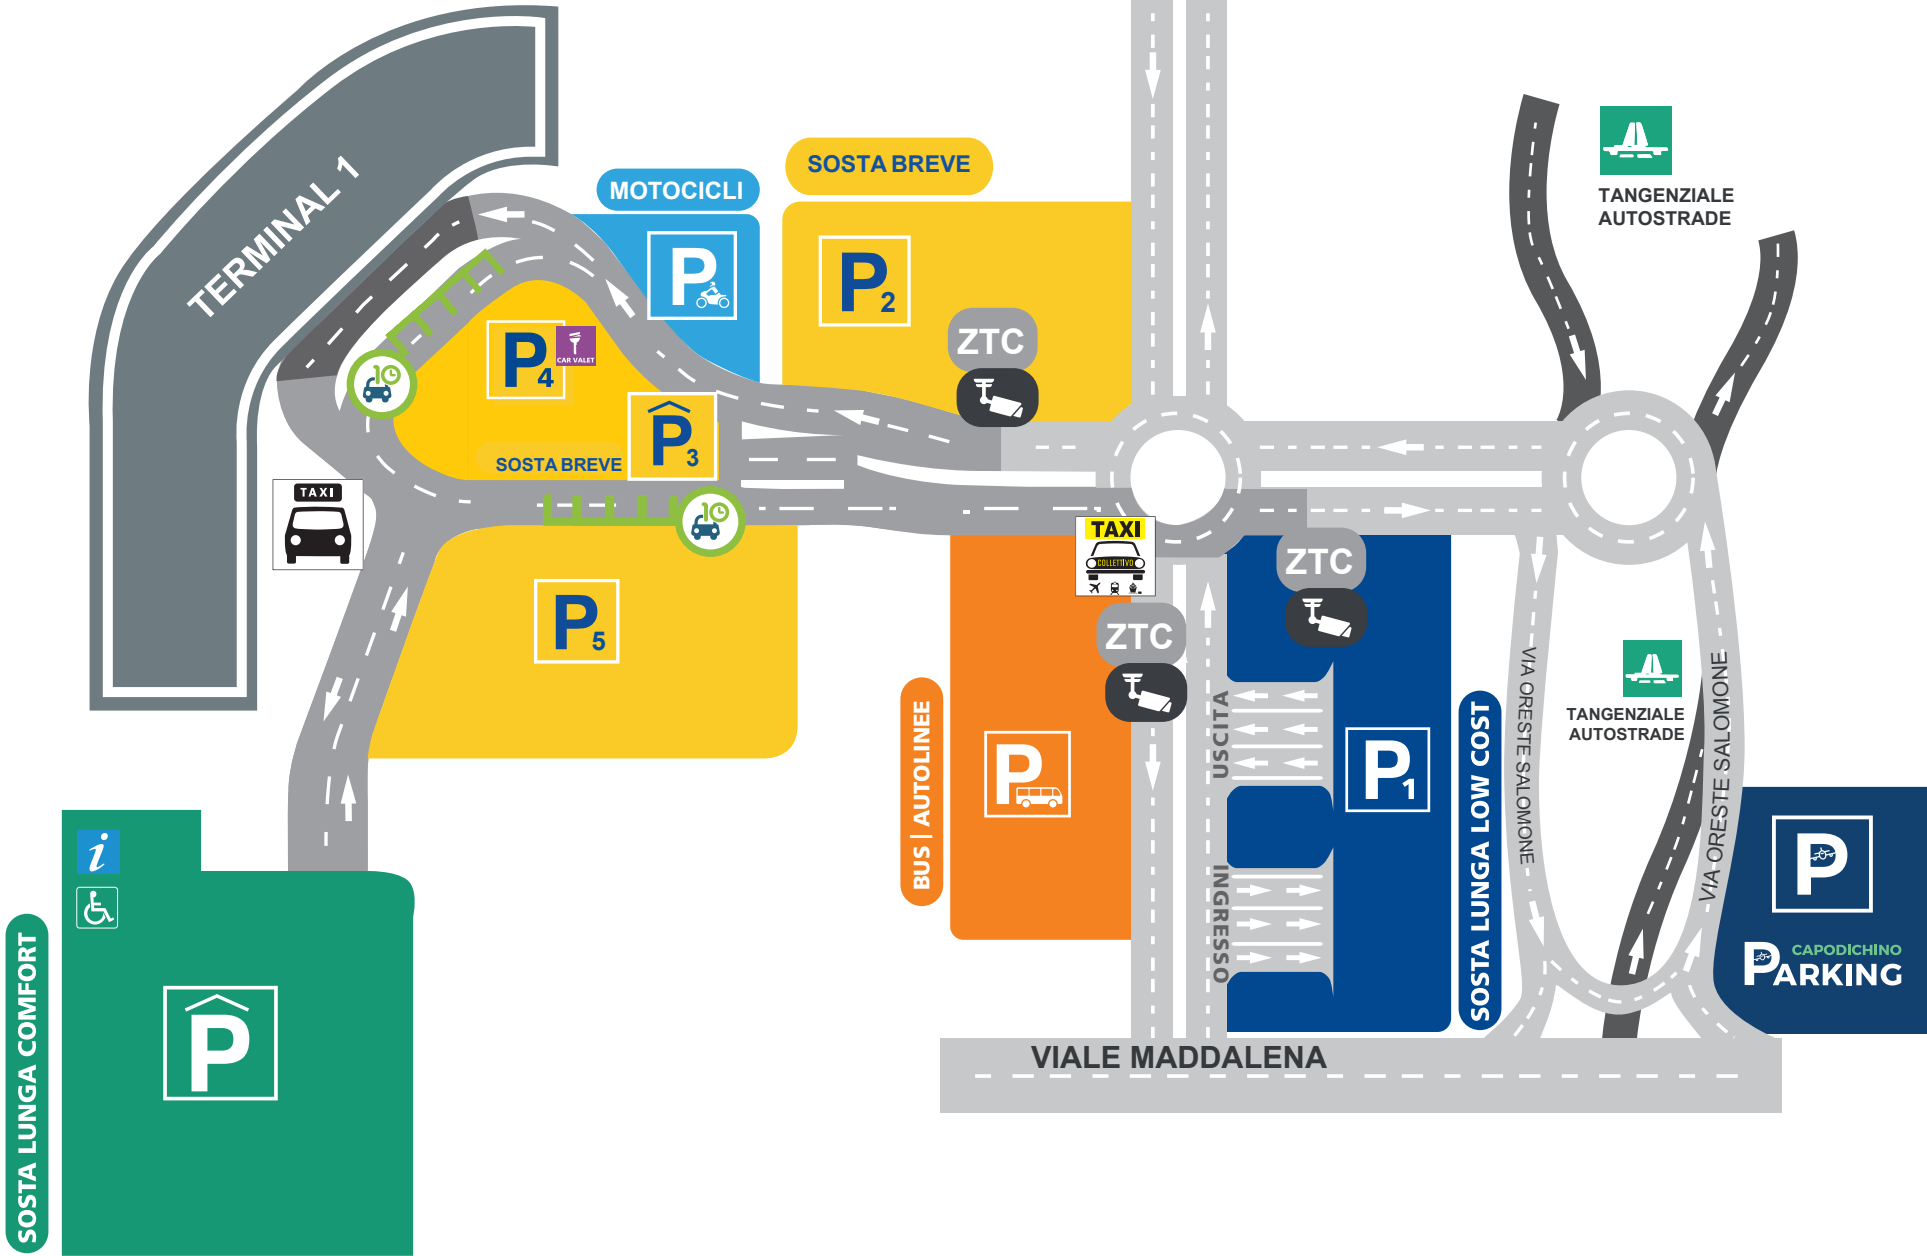 TERMINAL 1
MOTOCICLI
P
SOSTA BREVE
P2
ZTC
TANGENZIALE
AUTOSTRADE
10
P4
CAR VALET
P3
SOSTA BREVE
10
TAXI
P5
TAXI
COLLETTIVO
ZTC
ZTC
BUS | AUTOLINEE
P
USCITA
INGRESSO
P1
SOSTA LUNGA LOW COST
VIA ORESTE SALOMONE
TANGENZIALE
AUTOSTRADE
VIA ORESTE SALOMONE
P
CAPODICHINO
PARKING
VIALE MADDALENA
i
SOSTA LUNGA COMFORT
P